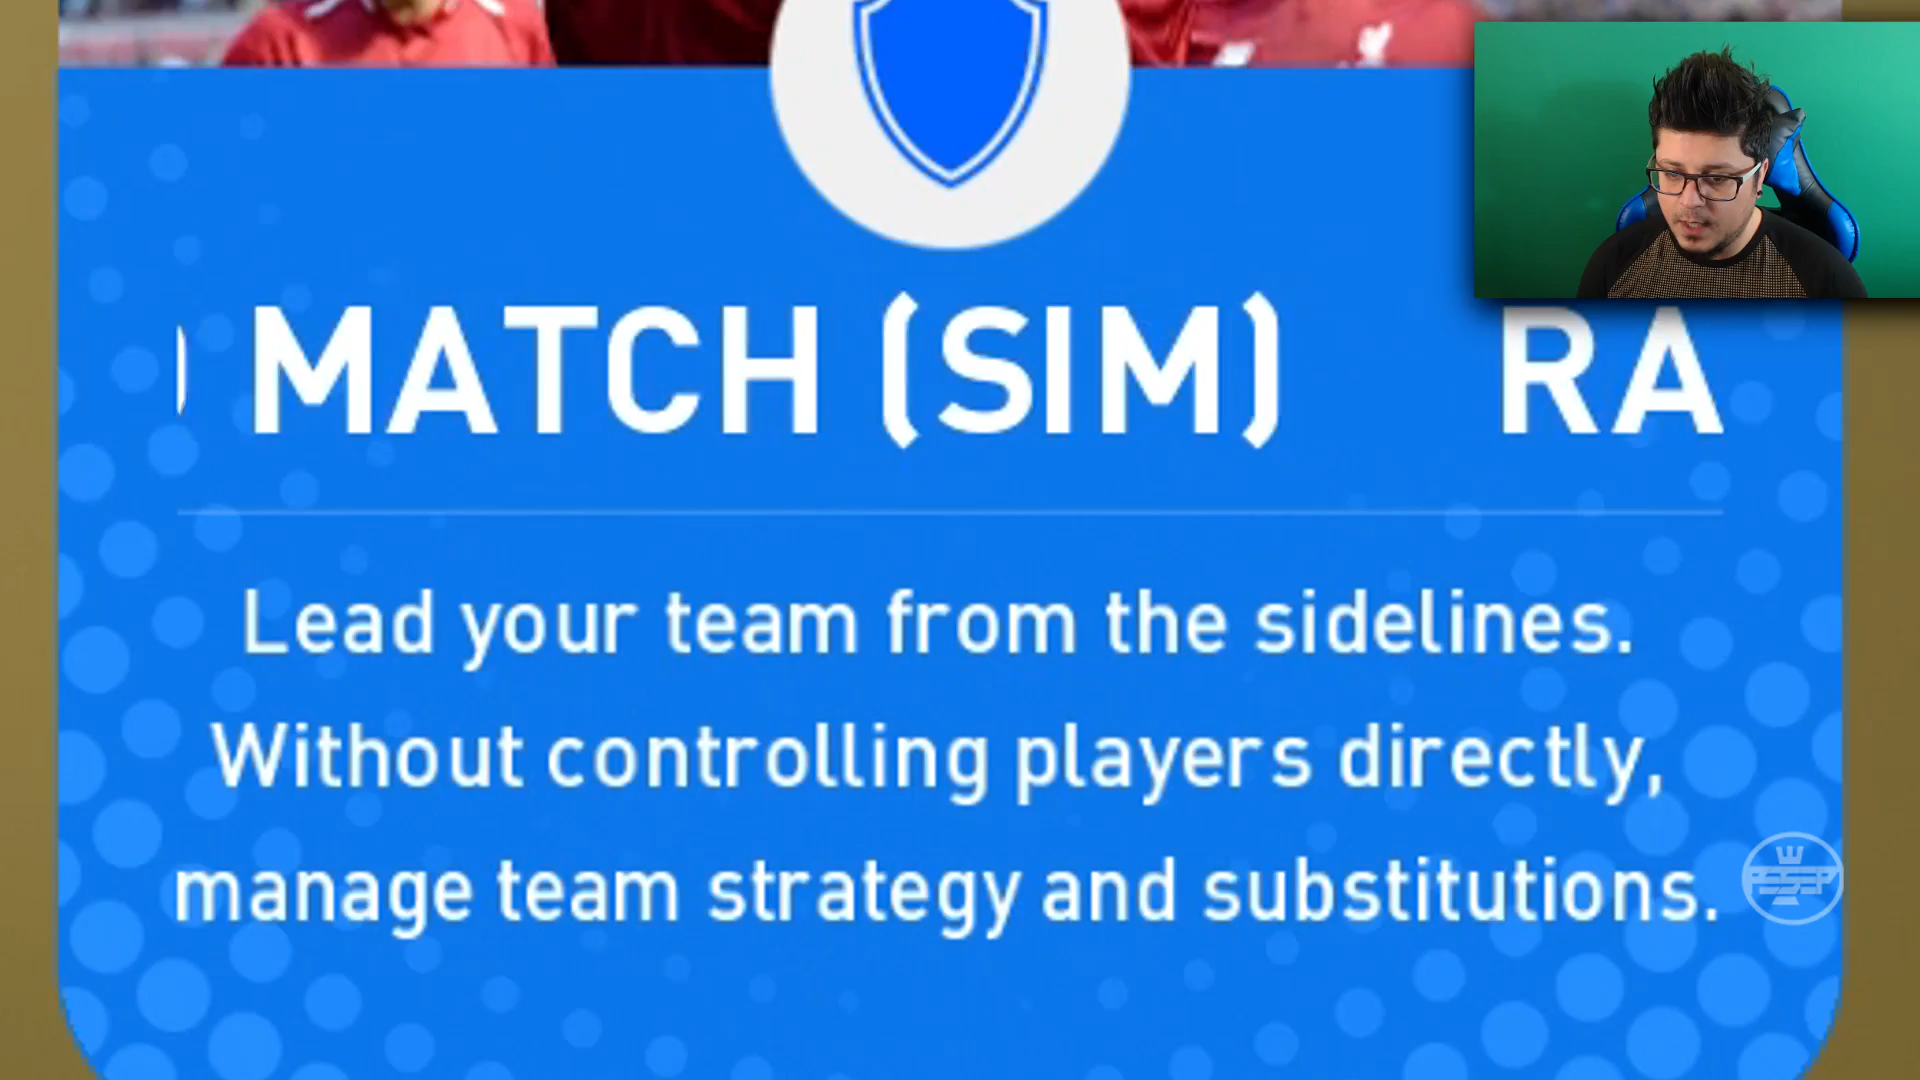 MATCH (SIM) RA
Lead your team from the sidelines.
Without controlling players directly,
manage team strategy and substitutions.